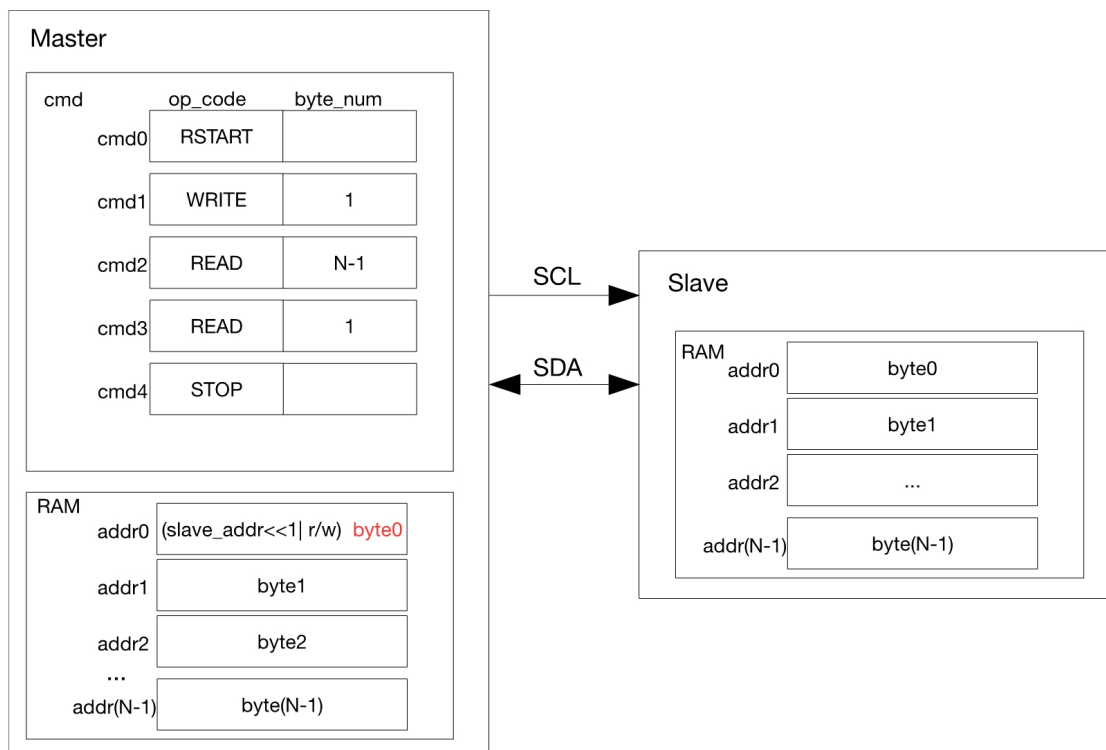 Master
cmd op_code byte_num
cmd0 RSTART
cmd1 WRITE 1
cmd2 READ N-1
cmd3 READ 1
cmd4 STOP
RAM
addr0 (slave_addr<<1| r/w) byte0
addr1 byte1
addr2 byte2
...
addr(N-1) byte(N-1)
SCL
SDA
Slave
RAM
addr0 byte0
addr1 byte1
addr2 ...
addr(N-1) byte(N-1)